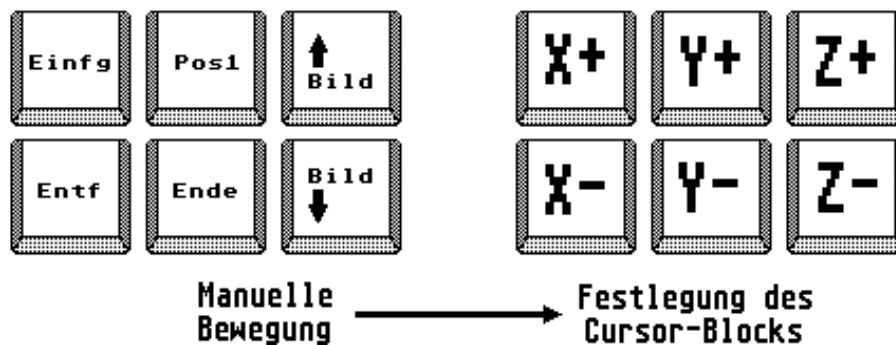 Einfg Pos1 Bild X+ Y+ Z+
Entf Ende Bild X- Y- Z-
Manuelle Bewegung
Festlegung des Cursor-Blocks